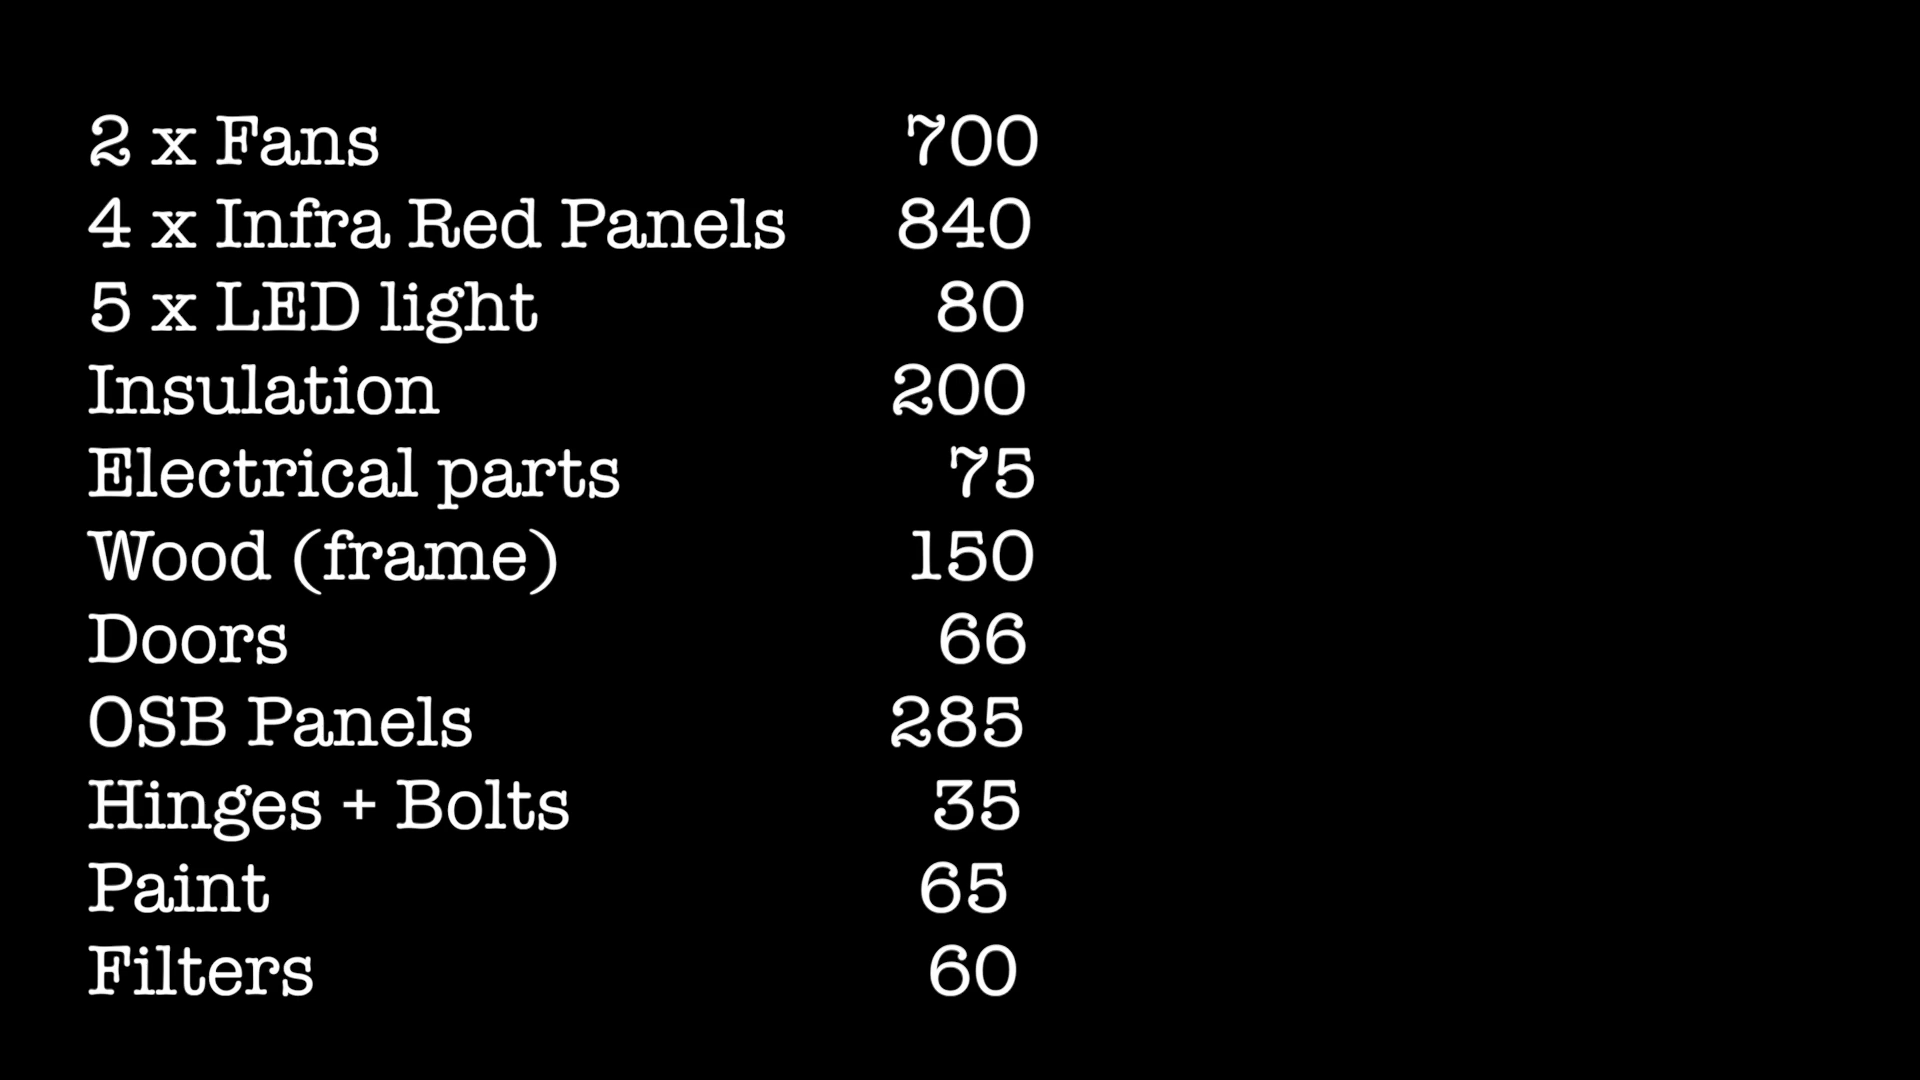 2 x Fans 700
4 x Infra Red Panels 840
5 x LED light 80
Insulation 200
Electrical parts 75
Wood (frame) 150
Doors 66
OSB Panels 285
Hinges + Bolts 35
Paint 65
Filters 60